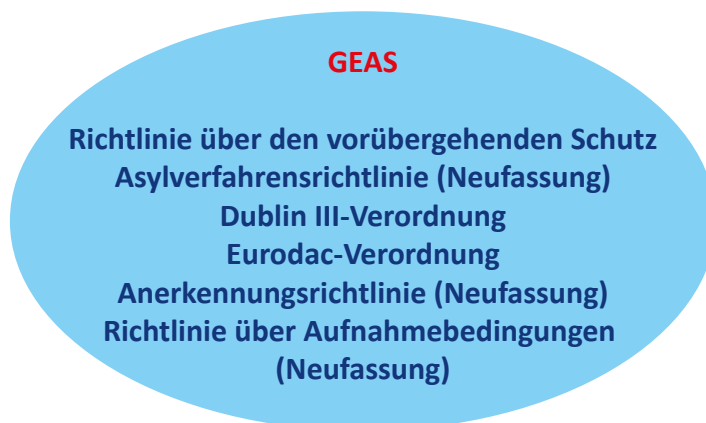 GEAS
Richtlinie über den vorübergehenden Schutz
Asylverfahrensrichtlinie (Neufassung)
Dublin III-Verordnung
Eurodac-Verordnung
Anerkennungsrichtlinie (Neufassung)
Richtlinie über Aufnahmebedingungen
(Neufassung)